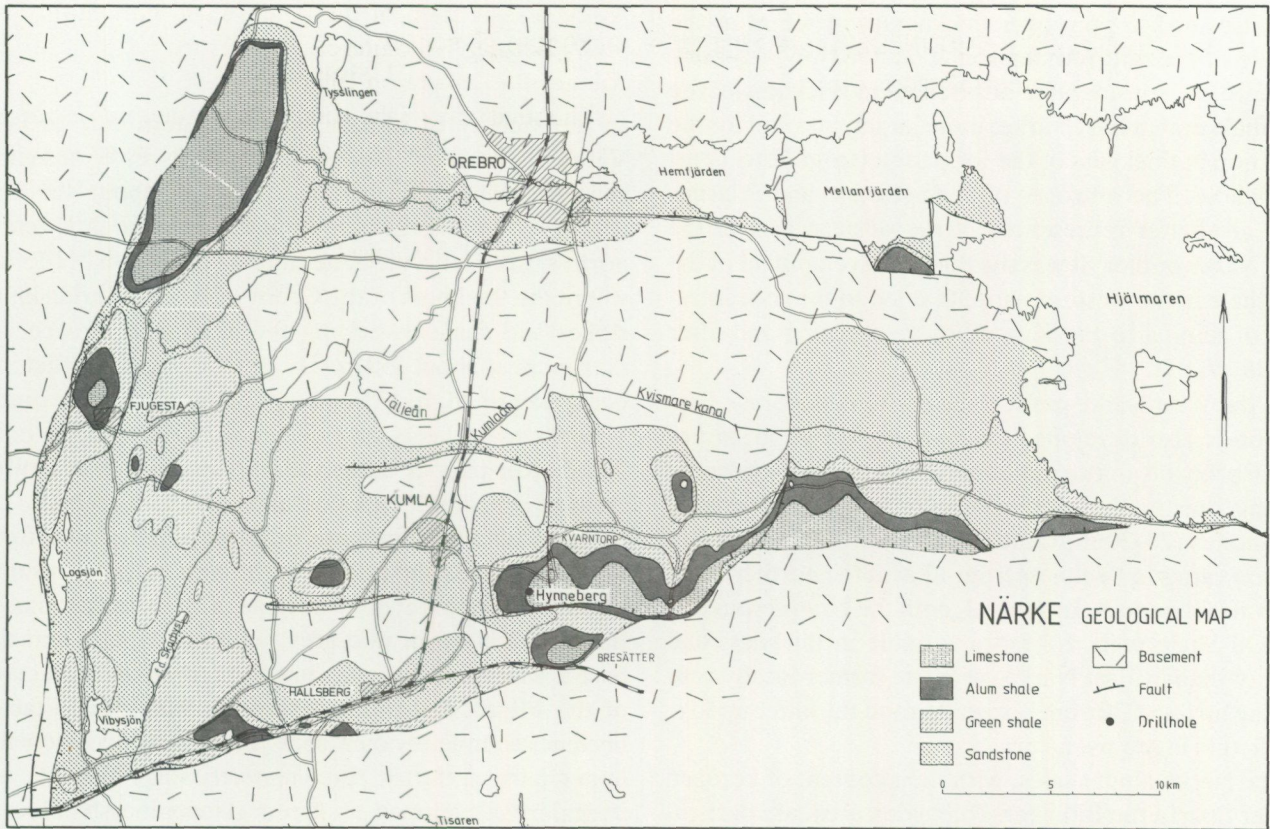 Tysslingen
ÖREBRO
Hemfjärden
Mellanfjärden
Hjälmaren
FJUGESTA
Täljeån
Kumlaån
Kvismare kanal
KUMLA
KVARNTORP
Logsjön
Hynneberg
BRESÄTTER
HALLSBERG
Vibysjön
Tisaren
NÄRKE GEOLOGICAL MAP
Limestone
Alum shale
Green shale
Sandstone
Basement
Fault
Drillhole
0 5 10 km